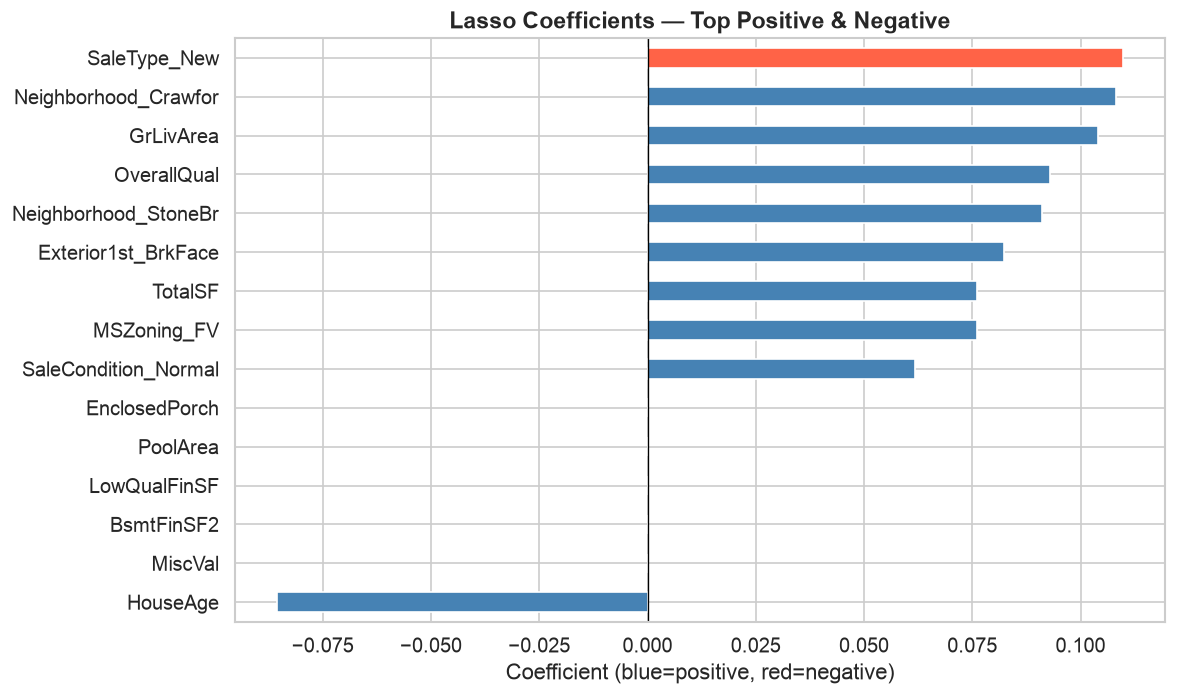 Lasso Coefficients — Top Positive & Negative
SaleType_New
Neighborhood_Crawfor
GrLivArea
OverallQual
Neighborhood_StoneBr
Exterior1st_BrkFace
TotalSF
MSZoning_FV
SaleCondition_Normal
EnclosedPorch
PoolArea
LowQualFinSF
BsmtFinSF2
MiscVal
HouseAge
−0.075 −0.050 −0.025 0.000 0.025 0.050 0.075 0.100
Coefficient (blue=positive, red=negative)